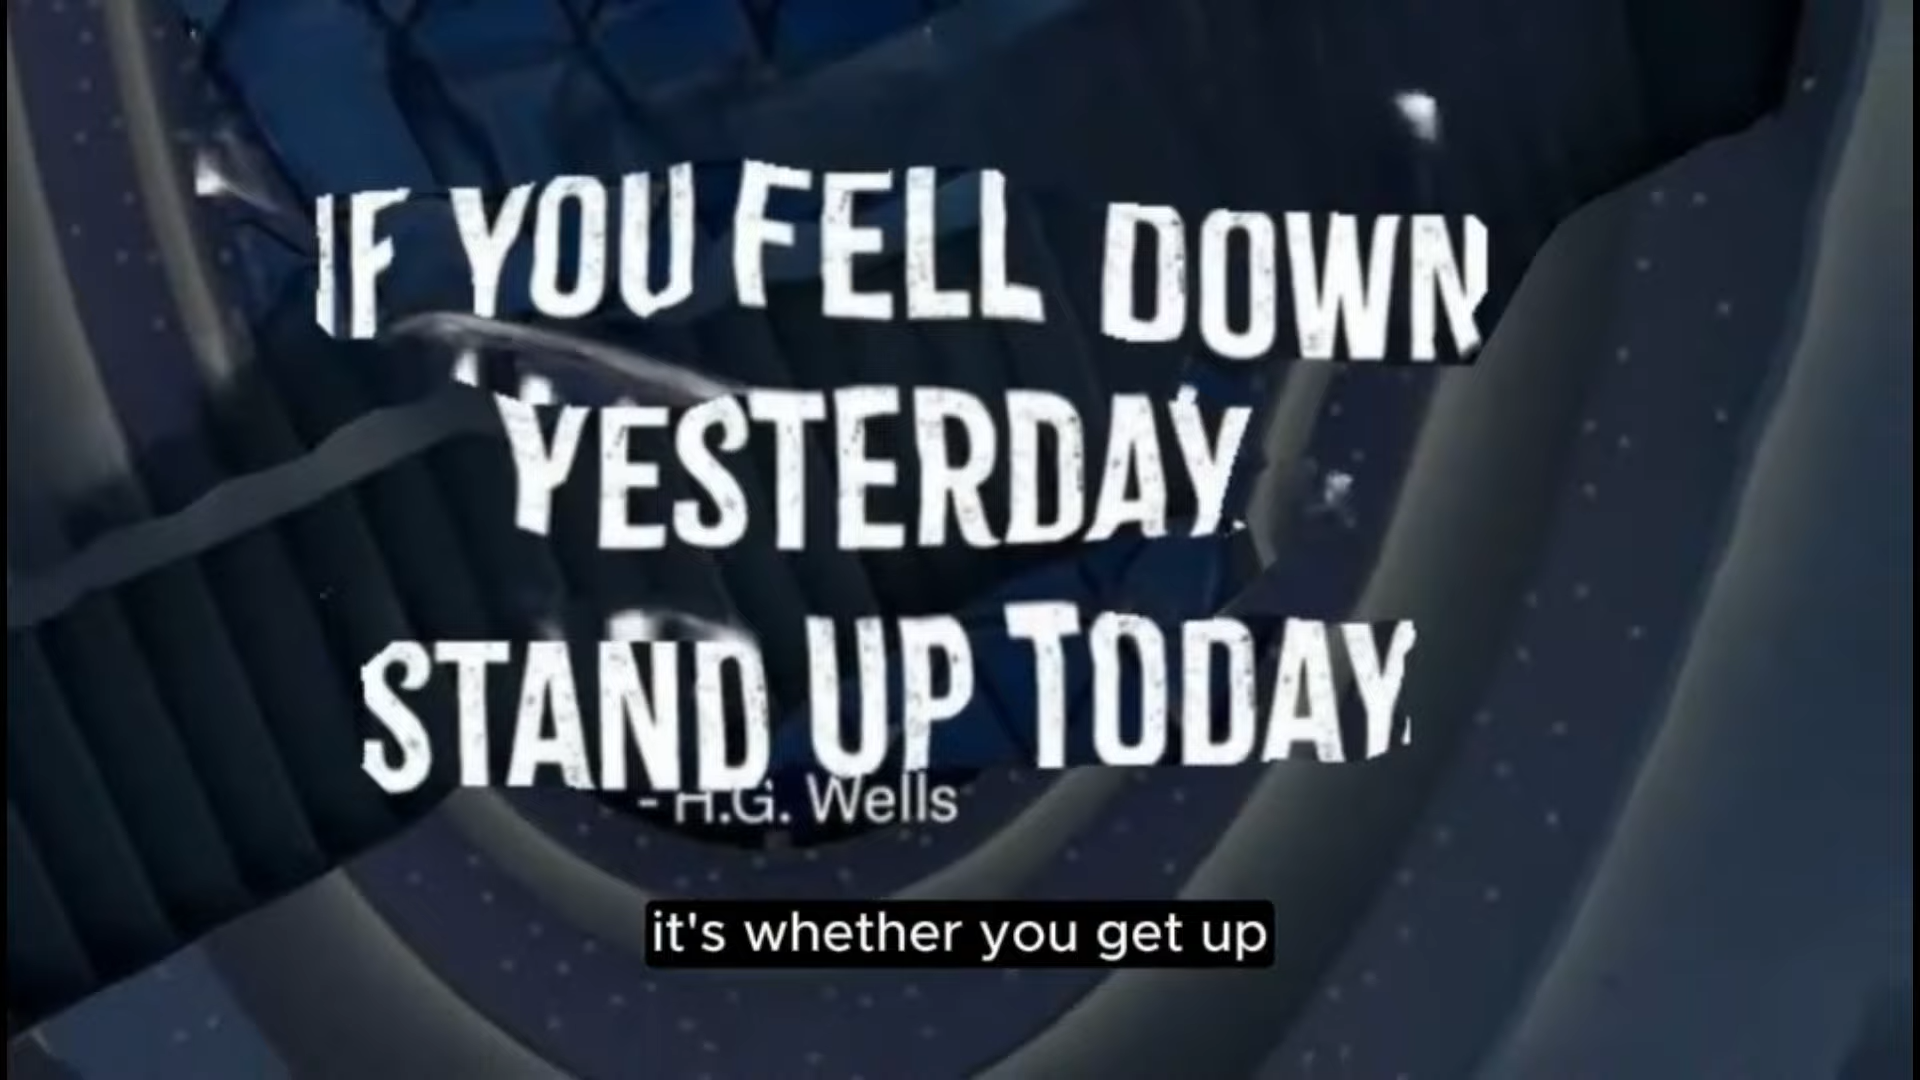 IF YOU FELL DOWN
YESTERDAY
STAND UP TODAY.
- H.G. Wells
it's whether you get up